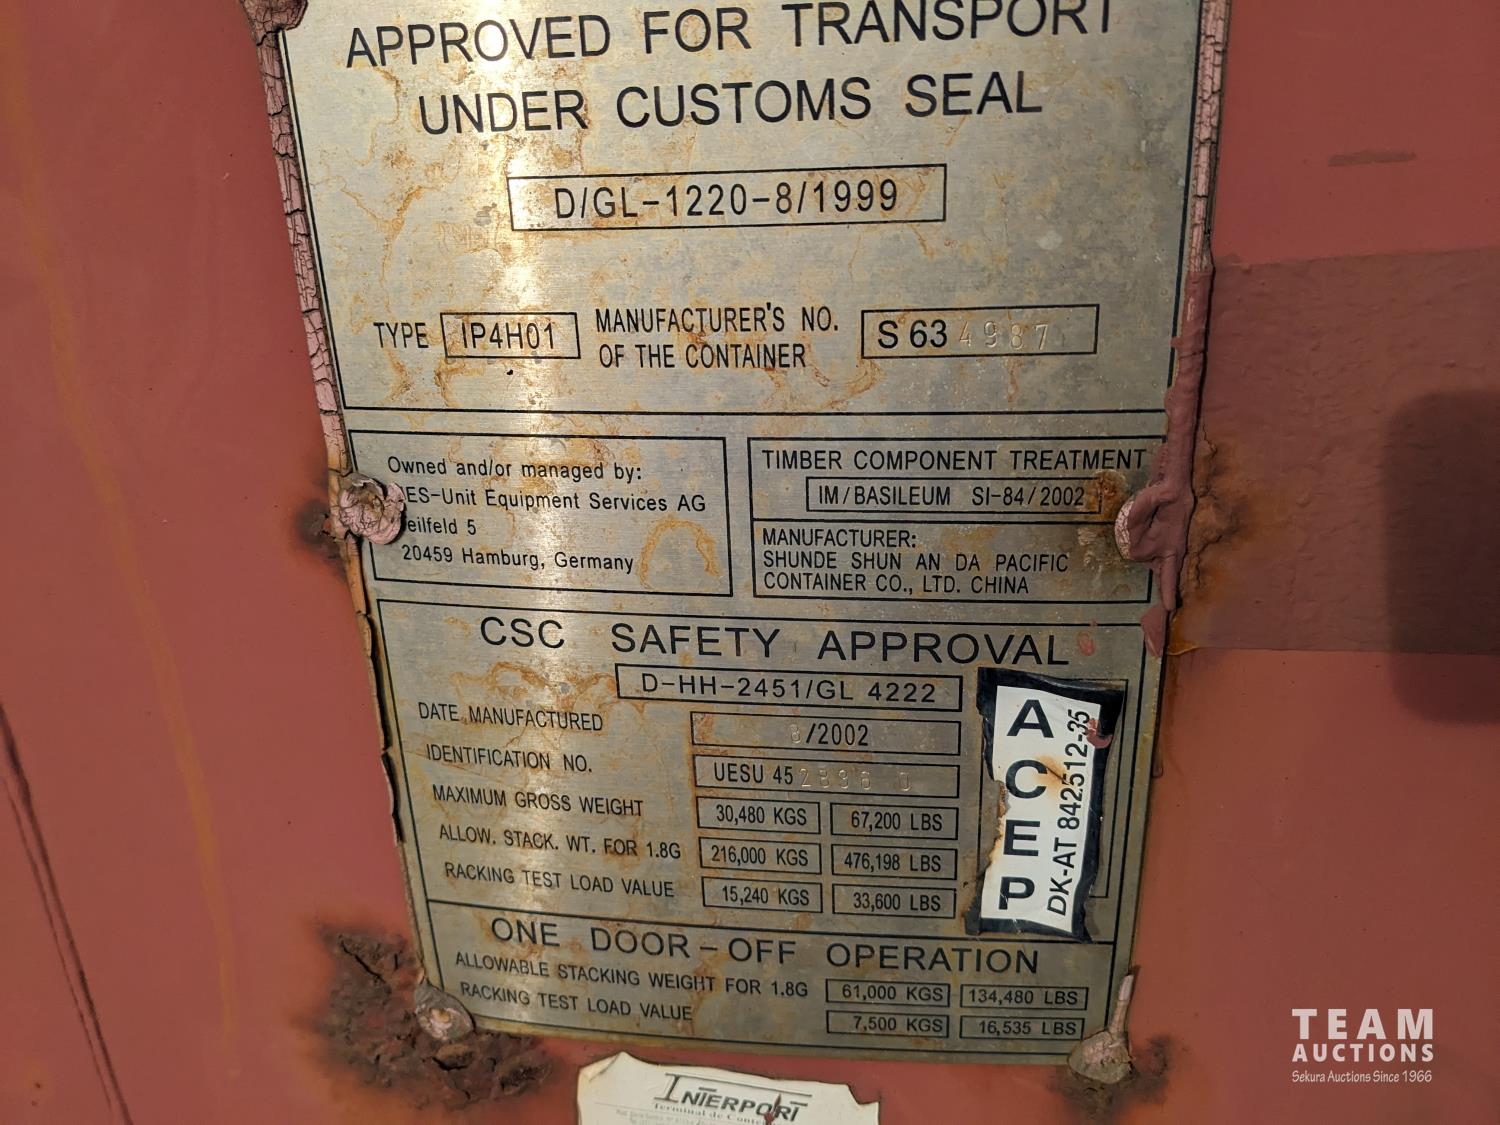 APPROVED FOR TRANSPORT
UNDER CUSTOMS SEAL
D/GL-1220-8/1999
TYPE IP4H01 MANUFACTURER'S NO. OF THE CONTAINER S 63 4987
Owned and/or managed by:
ES-Unit Equipment Services AG
eilfeld 5
20459 Hamburg, Germany
TIMBER COMPONENT TREATMENT
IM/BASILEUM SI-84/2002
MANUFACTURER:
SHUNDE SHUN AN DA PACIFIC
CONTAINER CO., LTD. CHINA
CSC SAFETY APPROVAL
D-HH-2451/GL 4222
DATE MANUFACTURED /2002
IDENTIFICATION NO. UESU 45
MAXIMUM GROSS WEIGHT 30,480 KGS 67,200 LBS
ALLOW. STACK. WT. FOR 1.8G 216,000 KGS 476,198 LBS
RACKING TEST LOAD VALUE 15,240 KGS 33,600 LBS
ACEP
DK-AT 842512-35
ONE DOOR-OFF OPERATION
ALLOWABLE STACKING WEIGHT FOR 1.8G 61,000 KGS 134,480 LBS
RACKING TEST LOAD VALUE 7,500 KGS 16,535 LBS
INTERPORT
Terminal de
TEAM
AUCTIONS
Sekura Auctions Since 1966